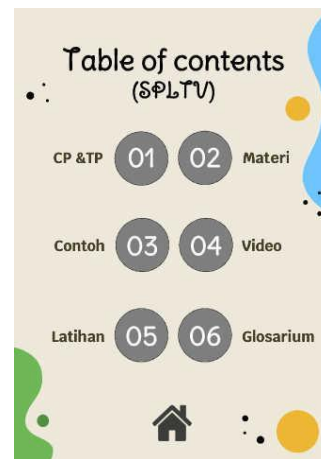 Table of contents
(SPLTV)
CP &TP 01 02 Materi
Contoh 03 04 Video
Latihan 05 06 Glosarium